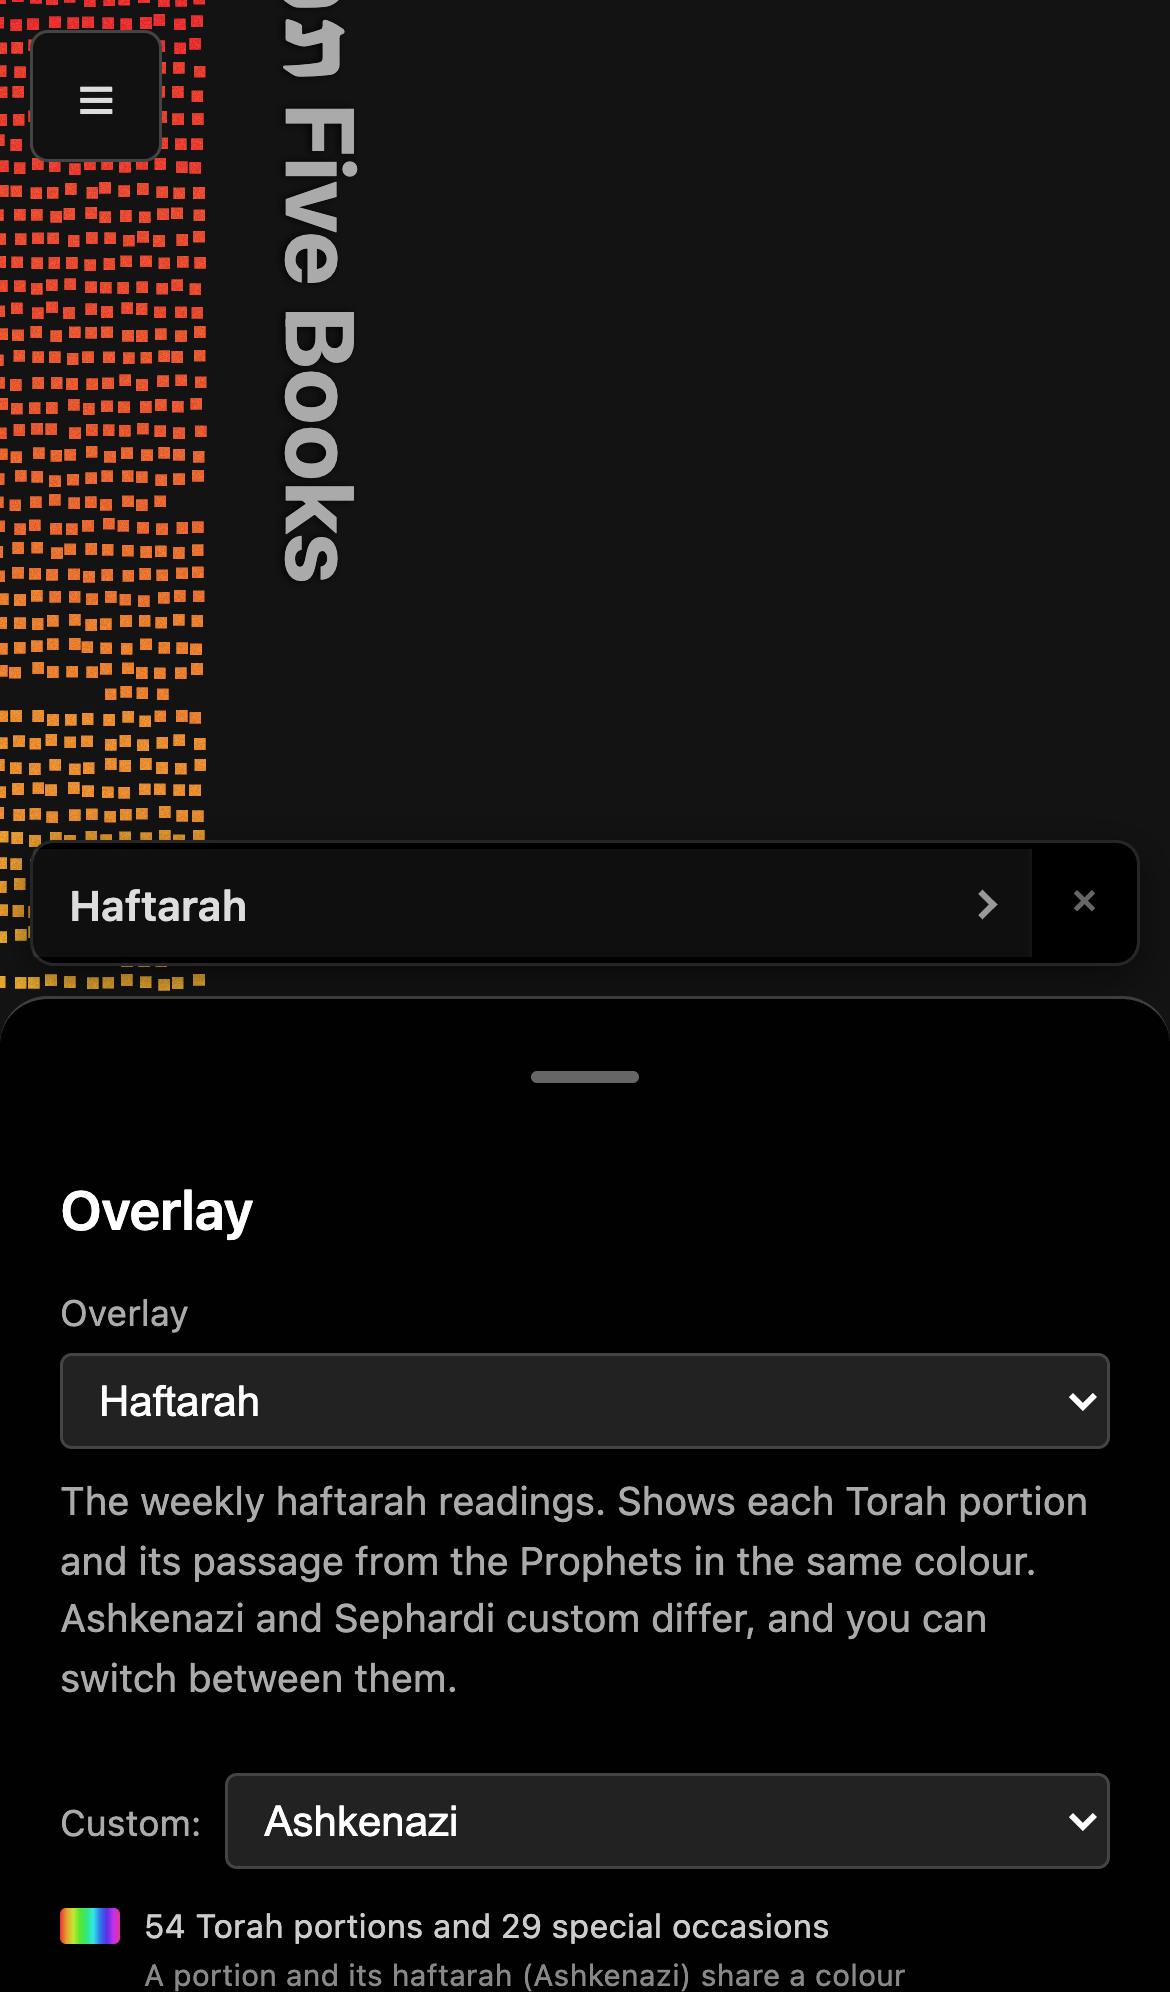 Five Books
Haftarah
Overlay
Overlay
Haftarah
The weekly haftarah readings. Shows each Torah portion
and its passage from the Prophets in the same colour.
Ashkenazi and Sephardi custom differ, and you can
switch between them.
Custom:
Ashkenazi
54 Torah portions and 29 special occasions
A portion and its haftarah (Ashkenazi) share a colour